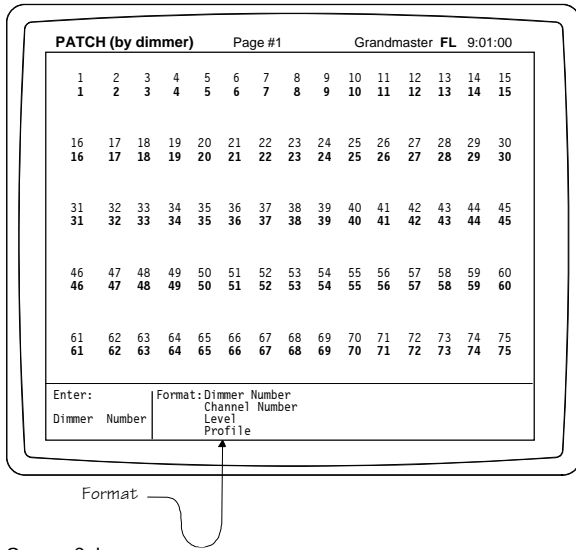 PATCH (by dimmer) Page #1 Grandmaster FL 9:01:00
1 2 3 4 5 6 7 8 9 10 11 12 13 14 15
1 2 3 4 5 6 7 8 9 10 11 12 13 14 15
16 17 18 19 20 21 22 23 24 25 26 27 28 29 30
16 17 18 19 20 21 22 23 24 25 26 27 28 29 30
31 32 33 34 35 36 37 38 39 40 41 42 43 44 45
31 32 33 34 35 36 37 38 39 40 41 42 43 44 45
46 47 48 49 50 51 52 53 54 55 56 57 58 59 60
46 47 48 49 50 51 52 53 54 55 56 57 58 59 60
61 62 63 64 65 66 67 68 69 70 71 72 73 74 75
61 62 63 64 65 66 67 68 69 70 71 72 73 74 75
Enter: Format: Dimmer Number
Channel Number
Dimmer Number Level
Profile
Format